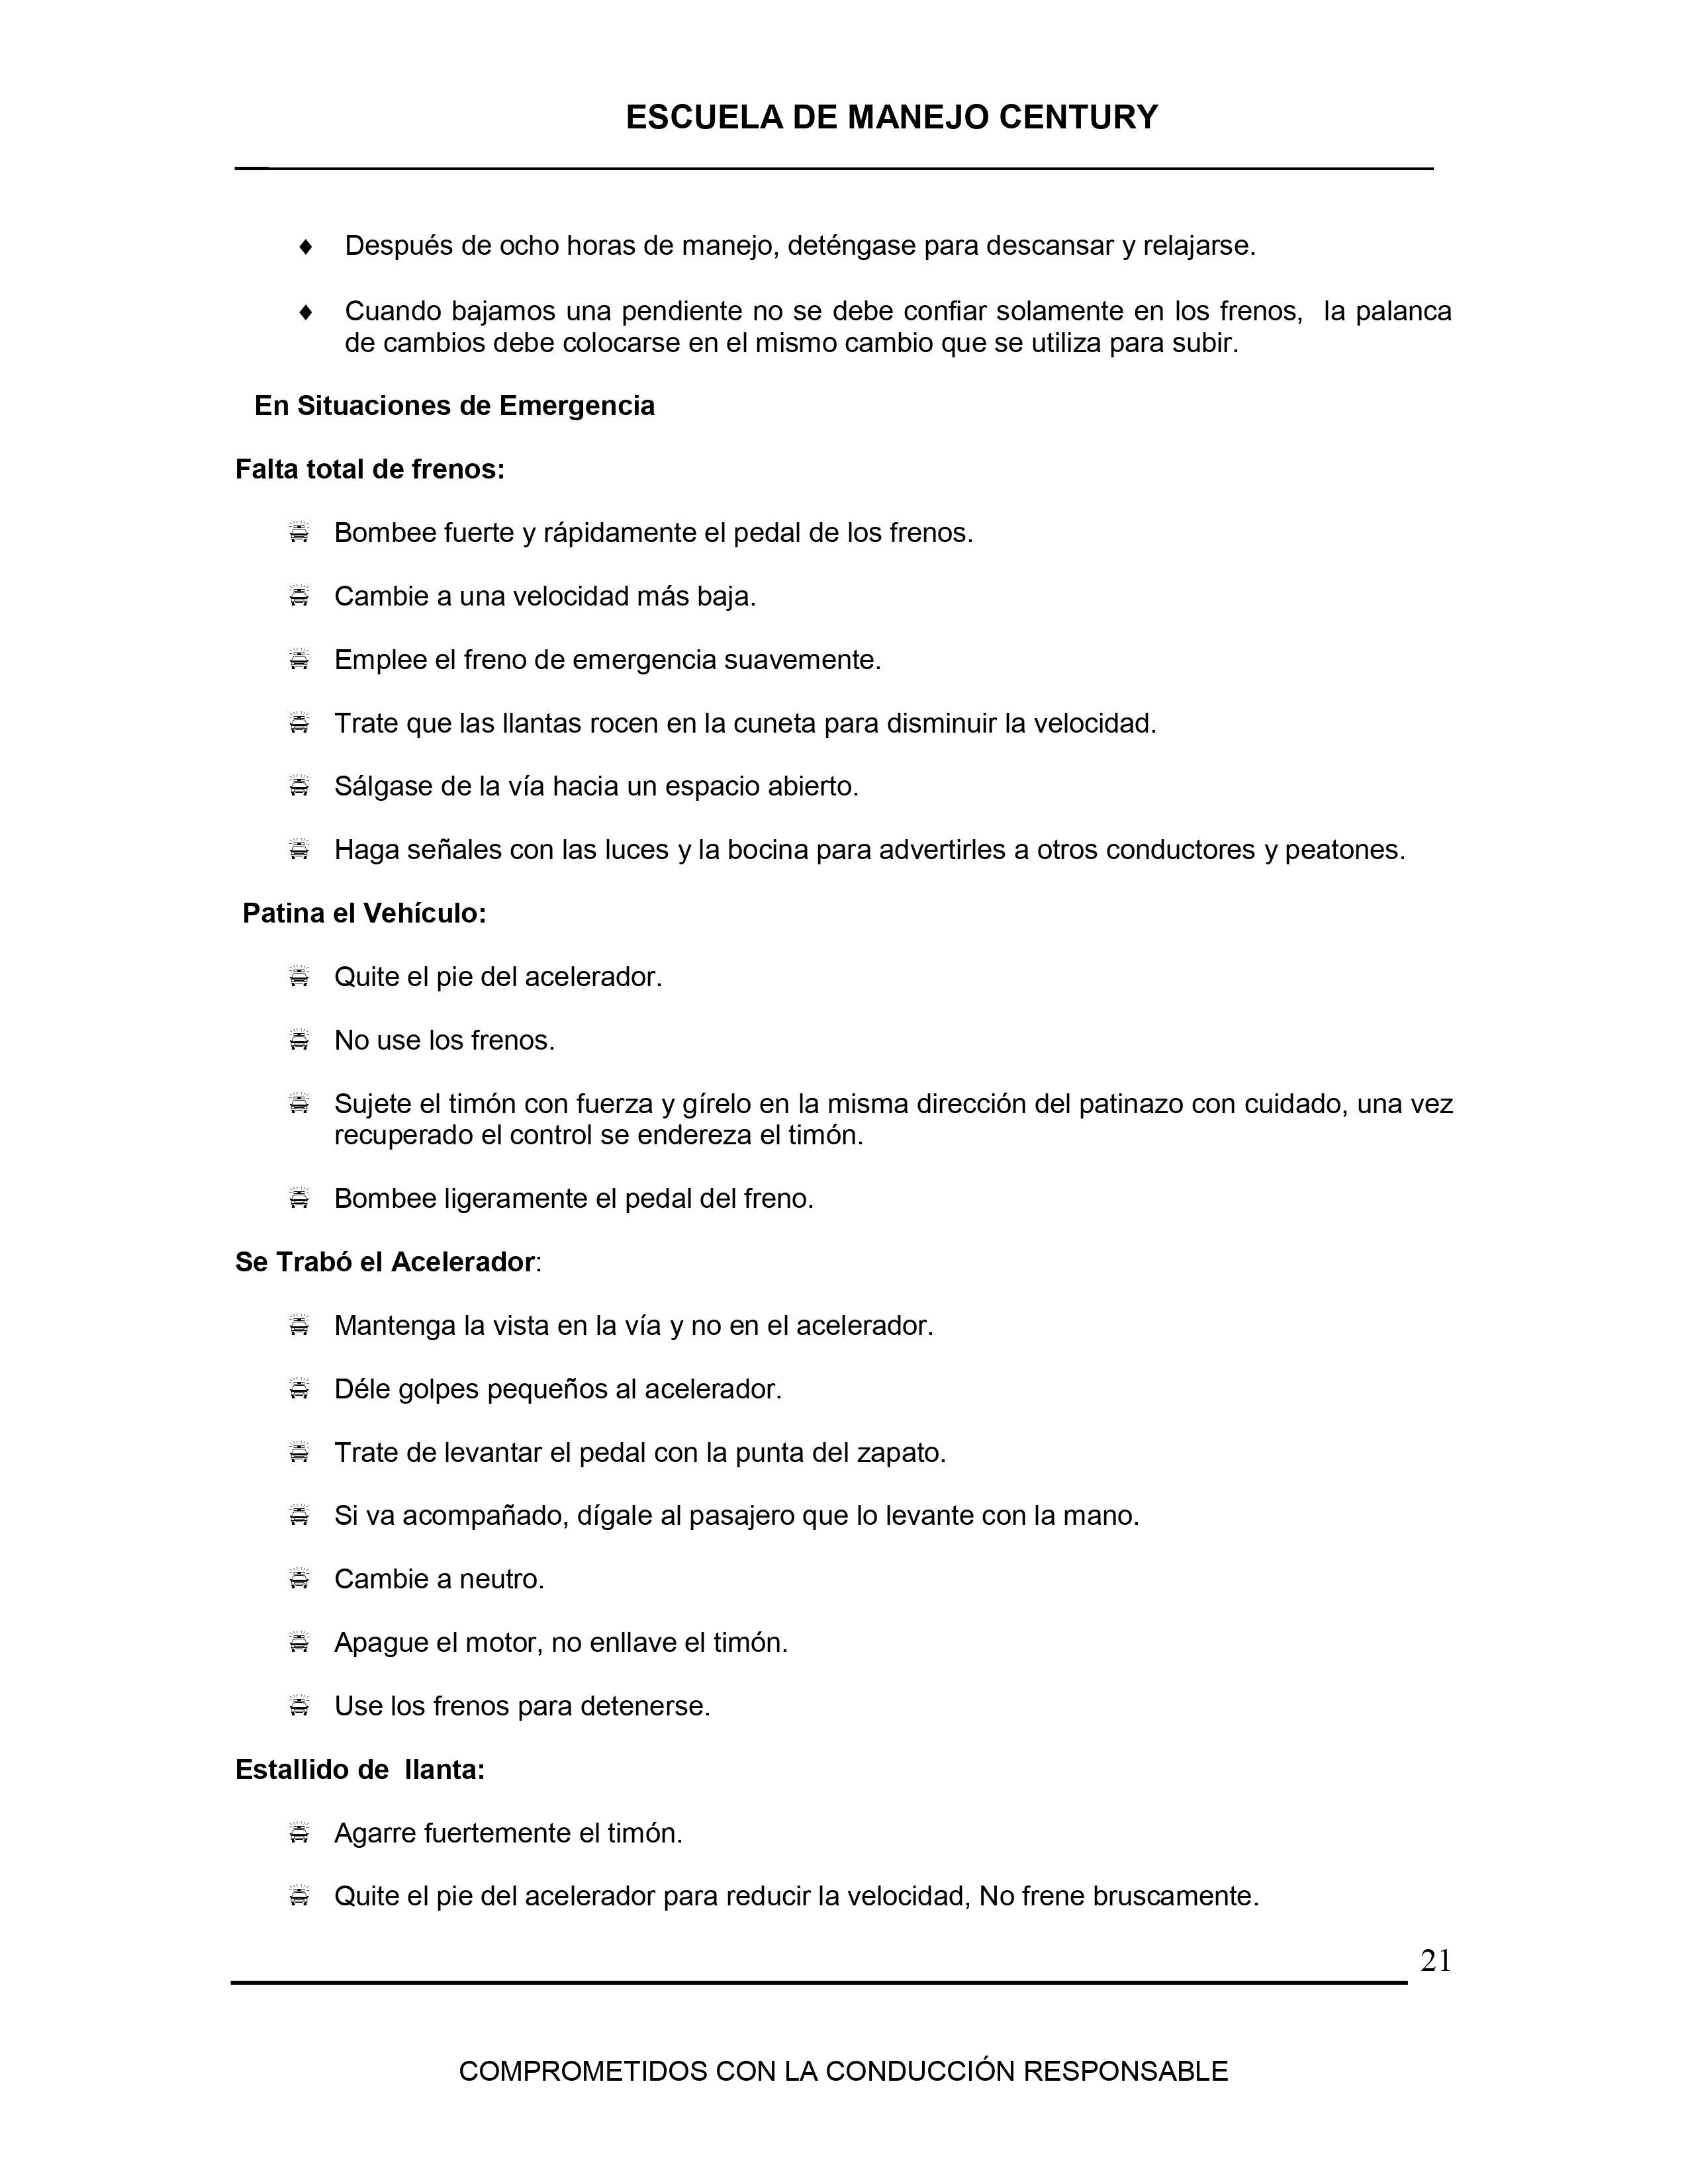 ESCUELA DE MANEJO CENTURY
Después de ocho horas de manejo, deténgase para descansar y relajarse.
Cuando bajamos una pendiente no se debe confiar solamente en los frenos,  la palanca
de cambios debe colocarse en el mismo cambio que se utiliza para subir.
En Situaciones de Emergencia
Falta total de frenos:
Bombee fuerte y rápidamente el pedal de los frenos.
Cambie a una velocidad más baja.
Emplee el freno de emergencia suavemente.
Trate que las llantas rocen en la cuneta para disminuir la velocidad.
Sálgase de la vía hacia un espacio abierto.
Haga señales con las luces y la bocina para advertirles a otros conductores y peatones.
Patina el Vehículo:
Quite el pie del acelerador.
No use los frenos.
Sujete el timón con fuerza y gírelo en la misma dirección del patinazo con cuidado, una vez
recuperado el control se endereza el timón.
Bombee ligeramente el pedal del freno.
Se Trabó el Acelerador:
Mantenga la vista en la vía y no en el acelerador.
Déle golpes pequeños al acelerador.
Trate de levantar el pedal con la punta del zapato.
Si va acompañado, dígale al pasajero que lo levante con la mano.
Cambie a neutro.
Apague el motor, no enllave el timón.
Use los frenos para detenerse.
Estallido de  llanta:
Agarre fuertemente el timón.
Quite el pie del acelerador para reducir la velocidad, No frene bruscamente.
21
COMPROMETIDOS CON LA CONDUCCIÓN RESPONSABLE